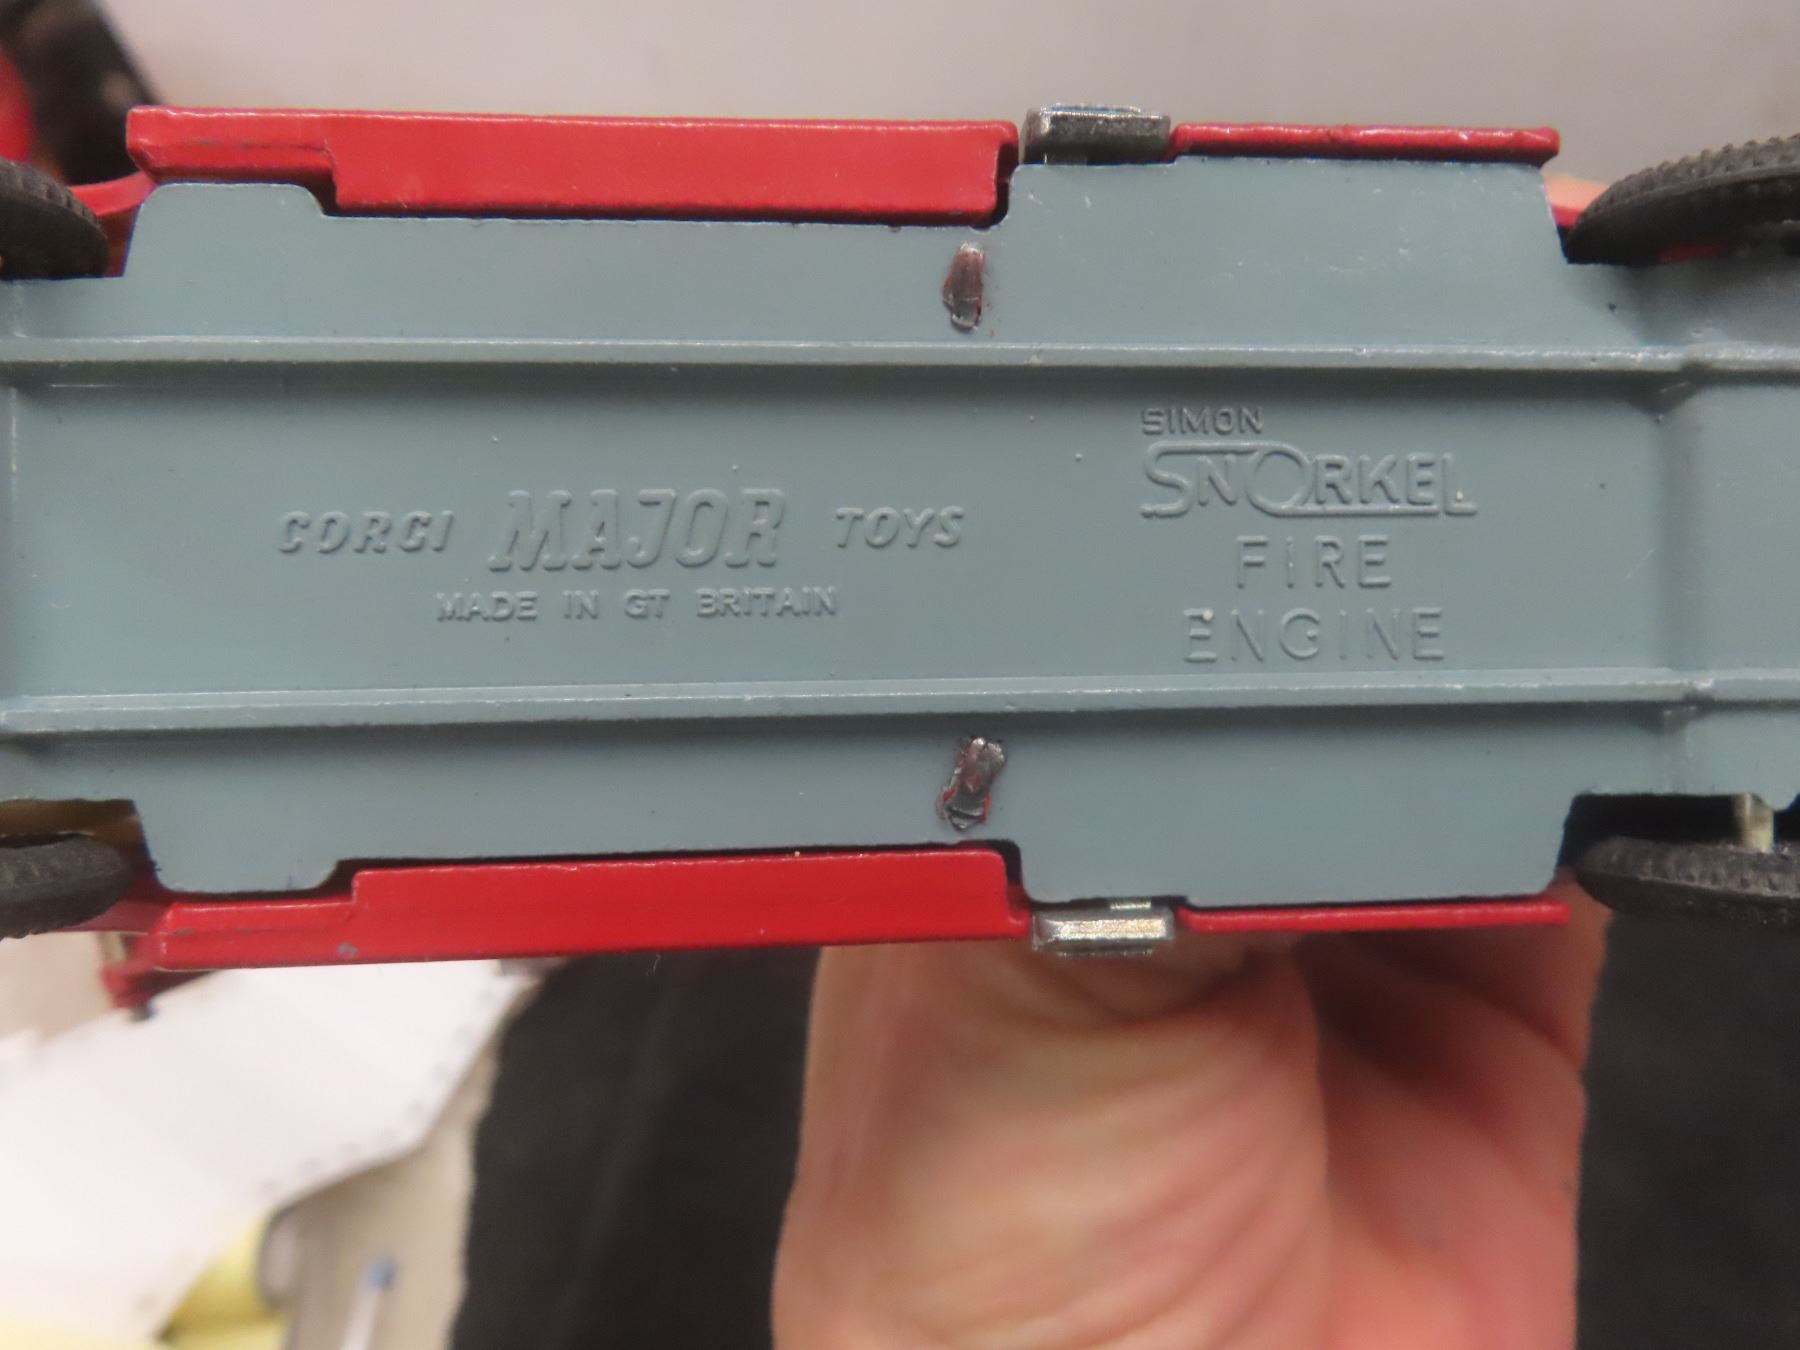 CORGI MAJOR TOYS
MADE IN GT BRITAIN
SIMON
SNORKEL
FIRE
ENGINE